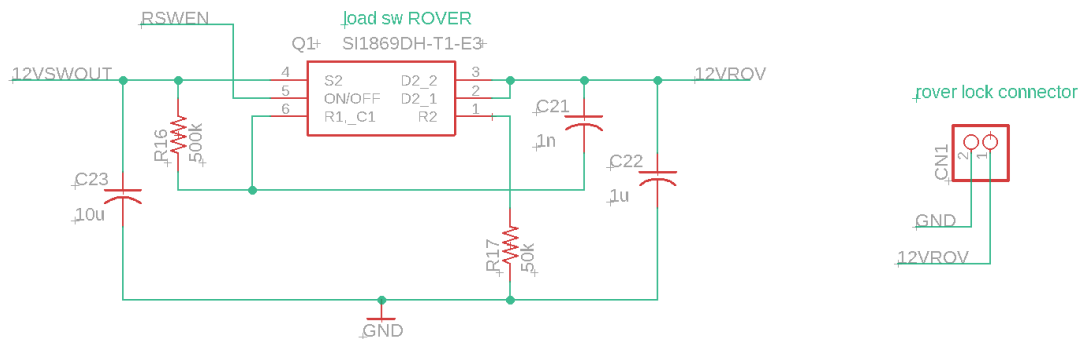 RSWEN
load sw ROVER
Q1
SI1869DH-T1-E3
12VSWOUT
4
S2
D2_2
3
12VROV
5
ON/OFF
D2_1
2
6
R1,_C1
R2
1
R16
500k
C21
1n
C22
1u
C23
10u
R17
50k
GND
rover lock connector
CN1
2
1
GND
12VROV